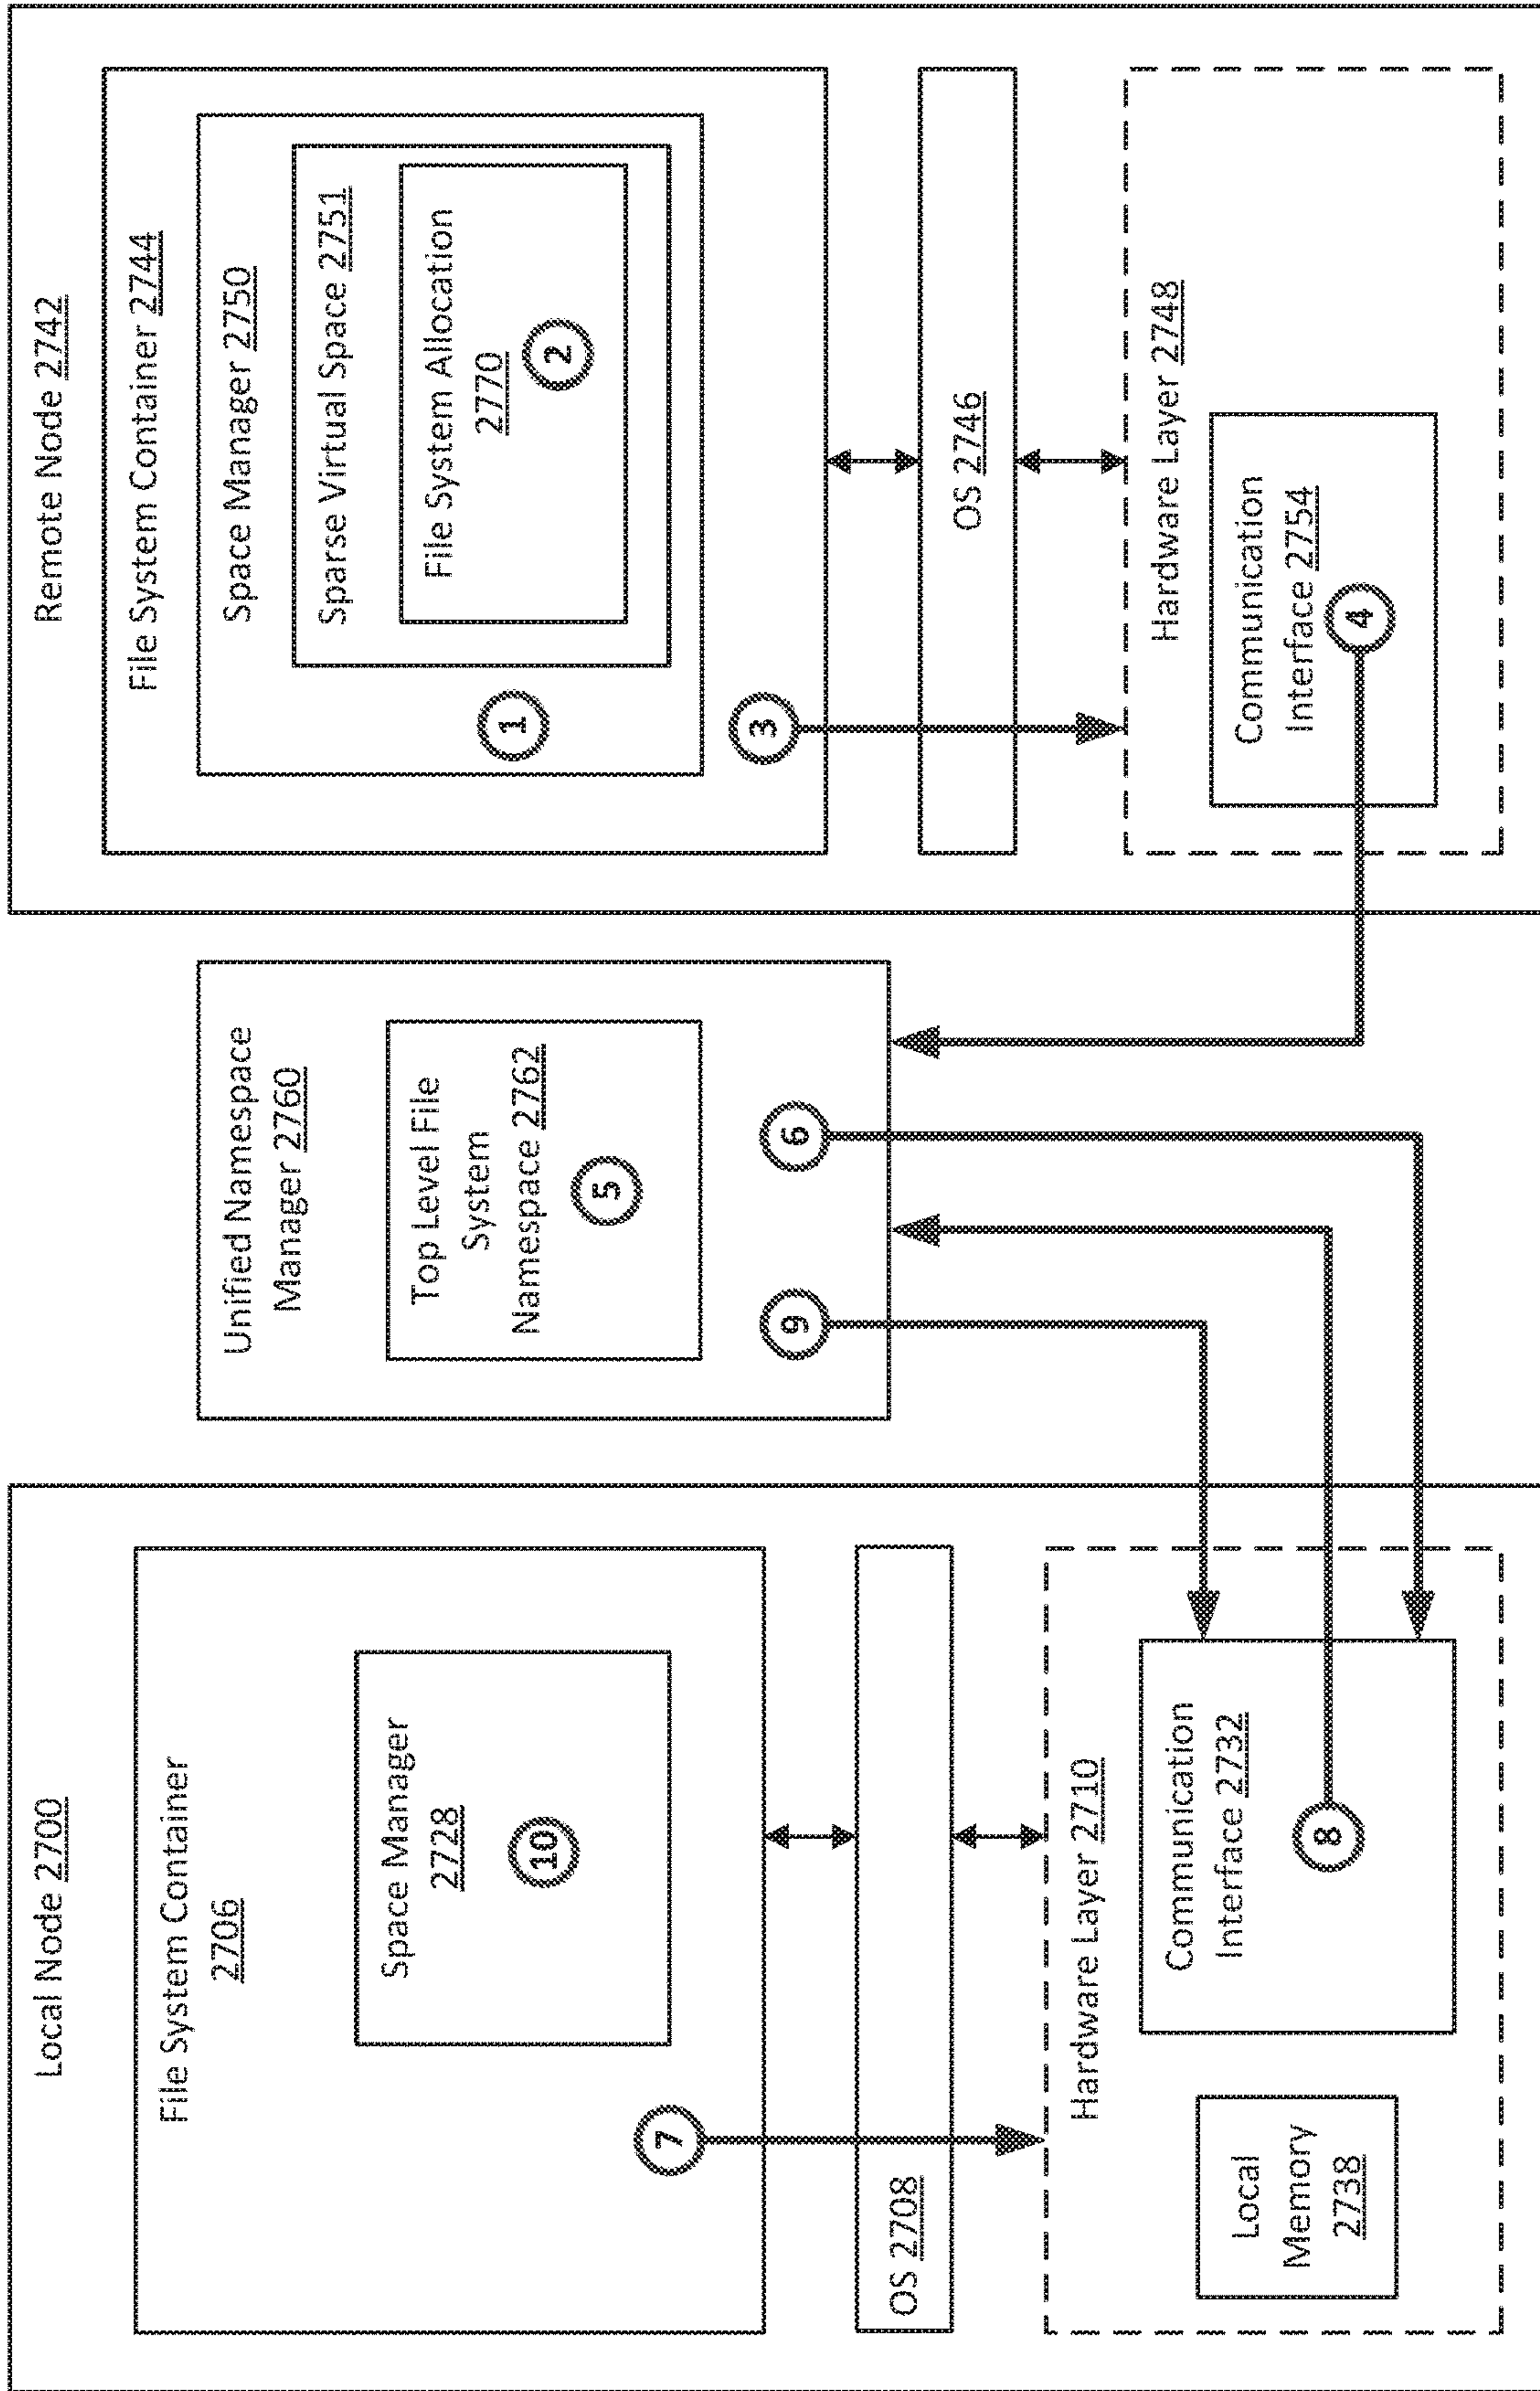 Local Node 2700
File System Container
2706
Space Manager
2728
10
7
OS 2708
Hardware Layer 2710
Local
Memory
2738
Communication
Interface 2732
8
Unified Namespace
Manager 2760
Top Level File
System
Namespace 2762
5
9
6
Remote Node 2742
File System Container 2744
Space Manager 2750
Sparse Virtual Space 2751
File System Allocation
2770
2
1
3
OS 2746
Hardware Layer 2748
Communication
Interface 2754
4